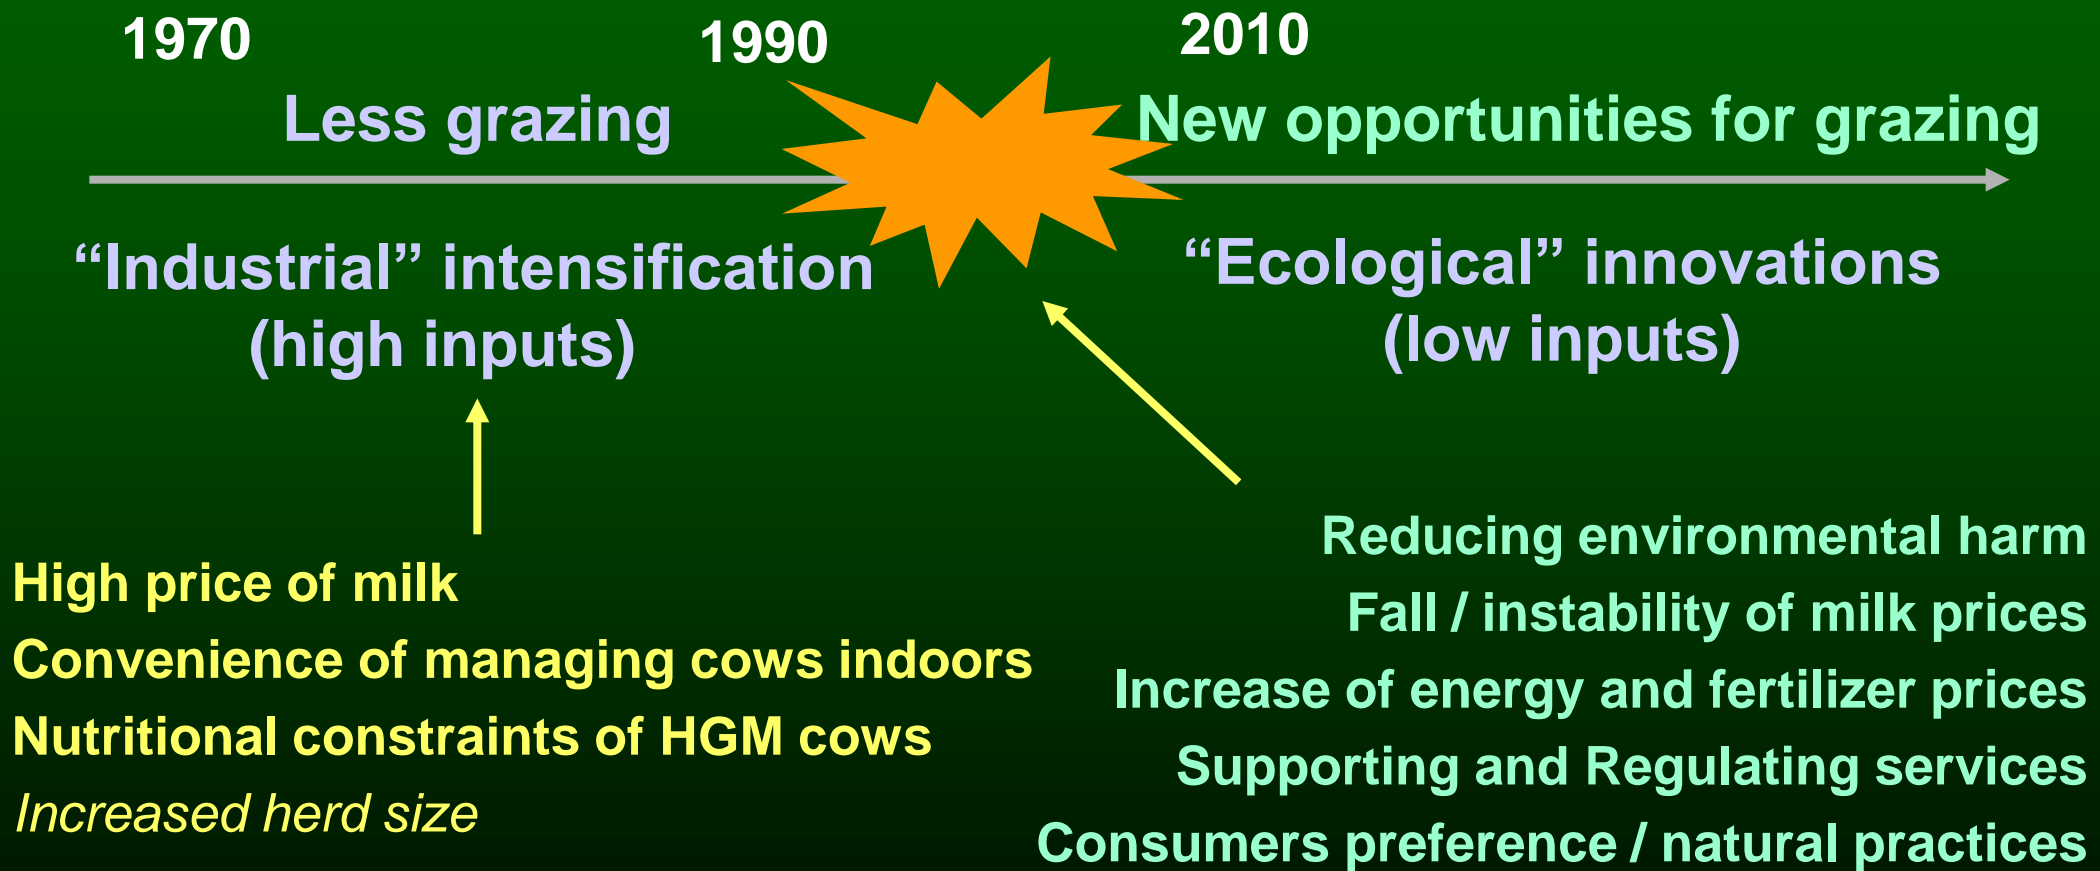 1970
1990
2010
Less grazing
New opportunities for grazing
“Industrial” intensification
(high inputs)
“Ecological” innovations
(low inputs)
High price of milk
Convenience of managing cows indoors
Nutritional constraints of HGM cows
Increased herd size
Reducing environmental harm
Fall / instability of milk prices
Increase of energy and fertilizer prices
Supporting and Regulating services
Consumers preference / natural practices